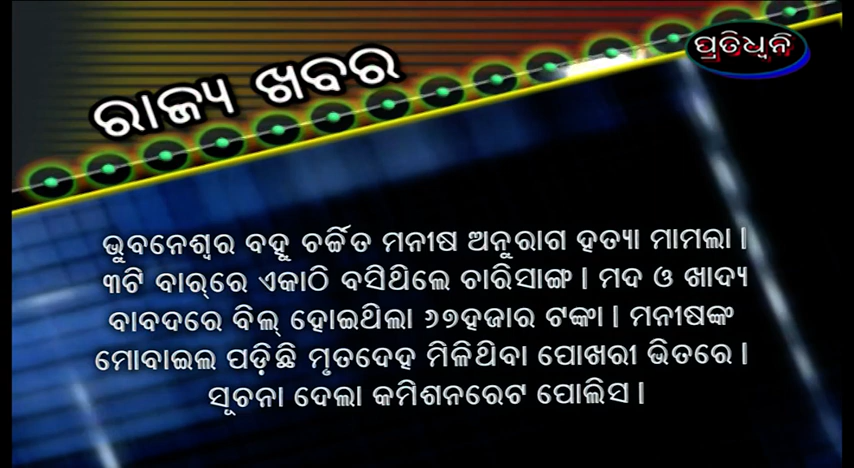 ରାଜ୍ୟ ଖବର
ପ୍ରତିଧ୍ୱନି
ଭୁବନେଶ୍ୱର ବହୁ ଚର୍ଚ୍ଚିତ ମନୀଷ ଅନୁରାଗ ହତ୍ୟା ମାମଲା ।
୩ଟି ବାର୍‌ରେ ଏକାଠି ବସିଥିଲେ ଚାରିସାଙ୍ଗ । ମଦ ଓ ଖାଦ୍ୟ
ବାବଦରେ ବିଲ୍ ହୋଇଥିଲା ୬୭ହଜାର ଟଙ୍କା । ମନୀଷଙ୍କ
ମୋବାଇଲ ପଡ଼ିଛି ମୃତଦେହ ମିଳିଥିବା ପୋଖରୀ ଭିତରେ ।
ସୂଚନା ଦେଲା କମିଶନରେଟ ପୋଲିସ ।